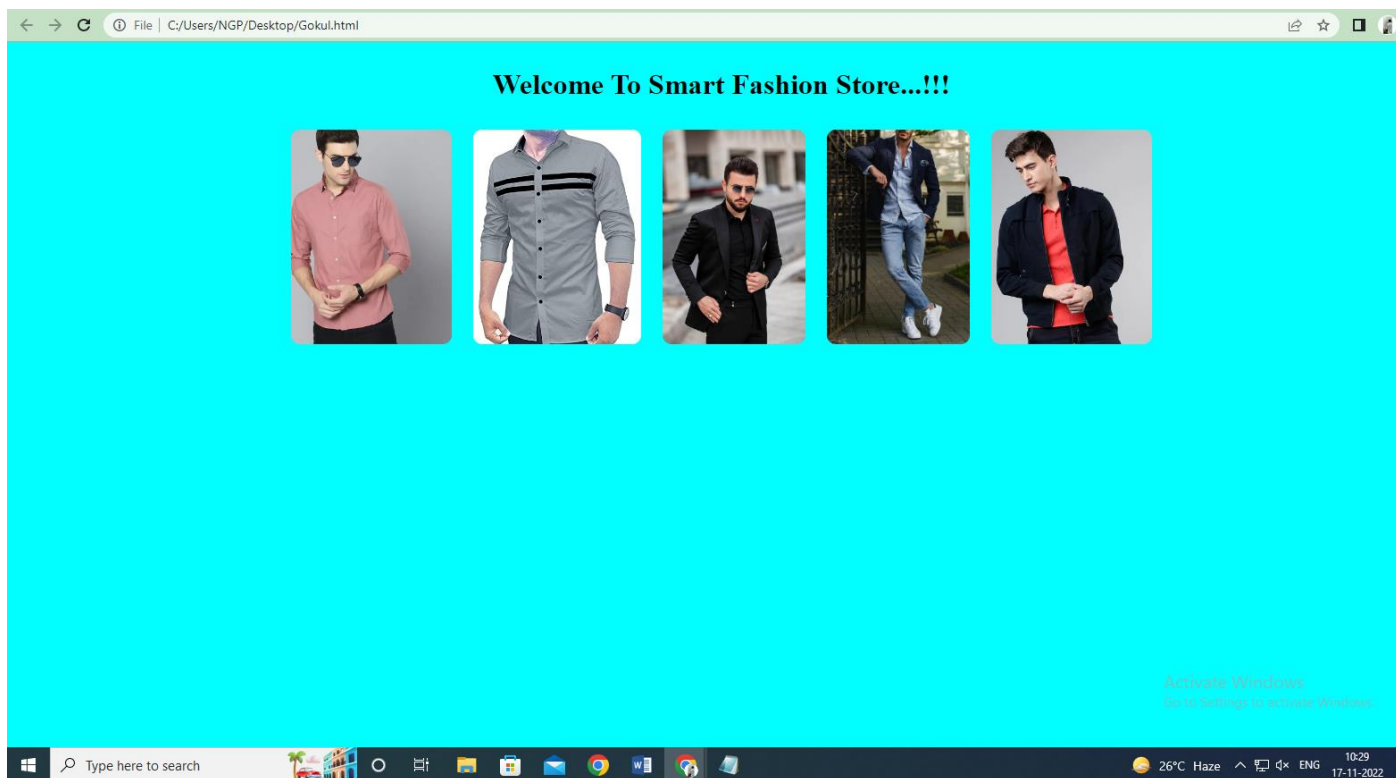 File | C:/Users/NGP/Desktop/Gokul.html
Welcome To Smart Fashion Store...!!!
Activate Windows
Go to Settings to activate Windows.
Type here to search
26°C Haze
ENG
10:29
17-11-2022